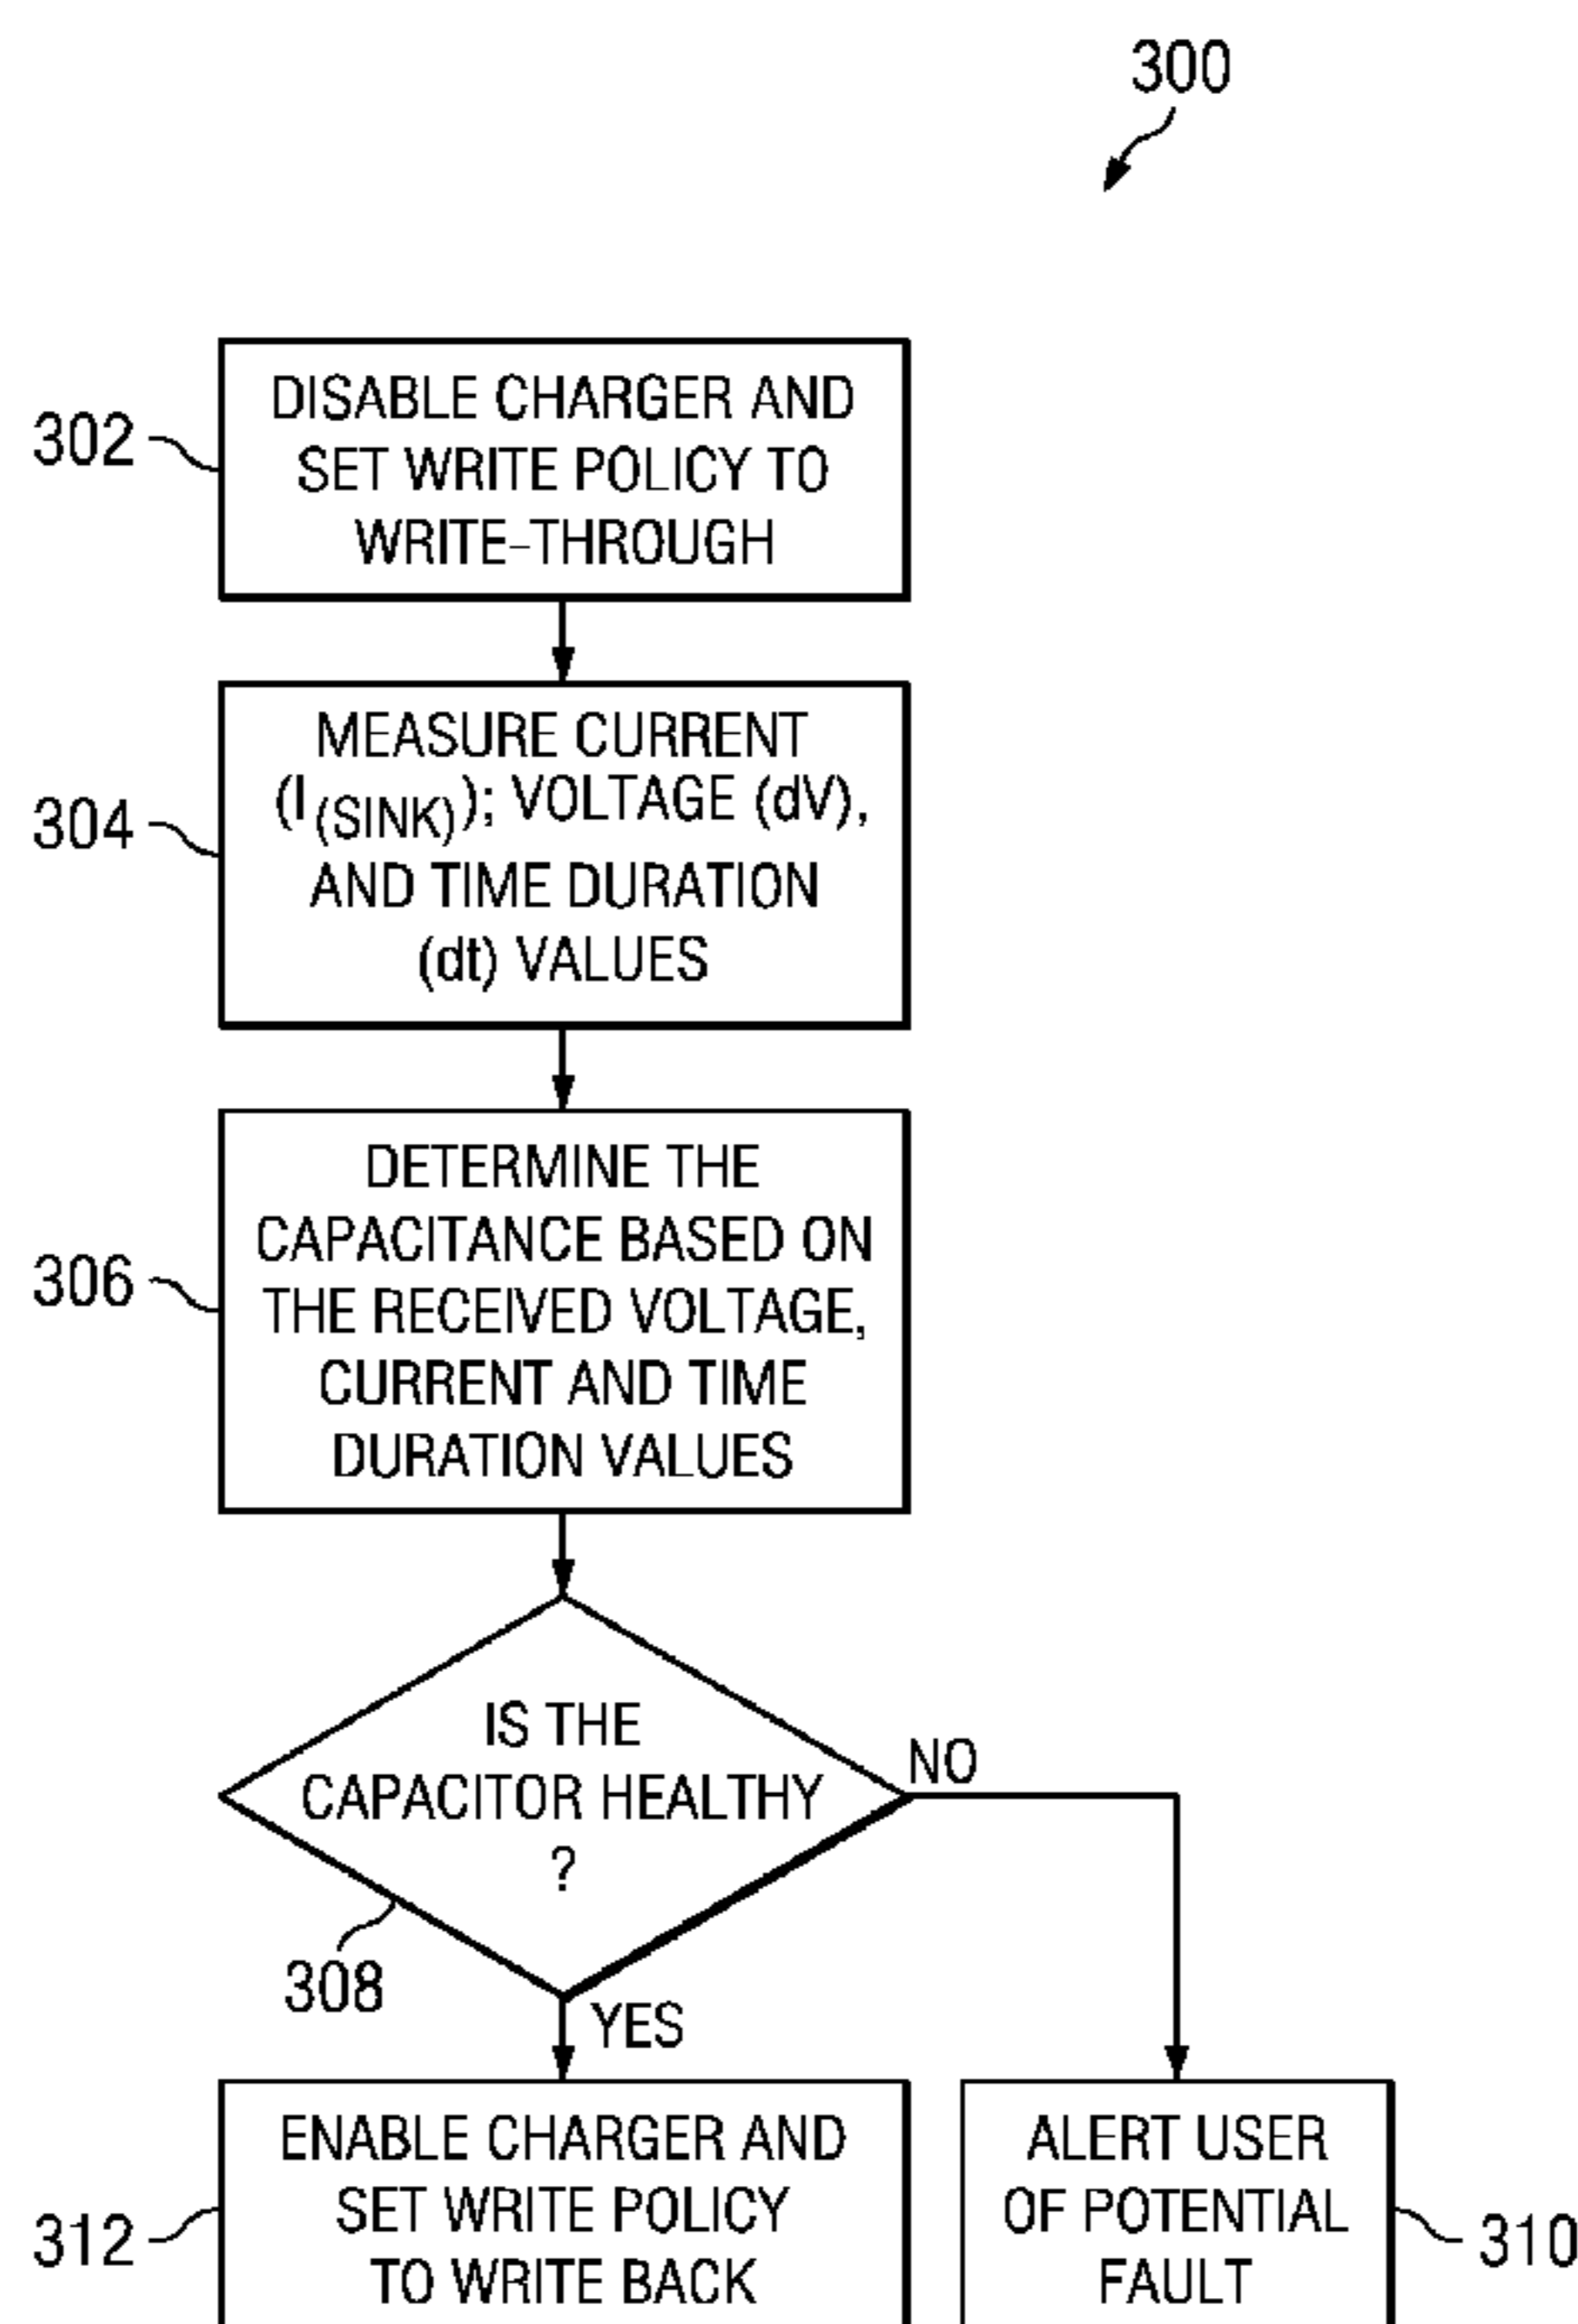 300
302
DISABLE CHARGER AND
SET WRITE POLICY TO
WRITE-THROUGH
304
MEASURE CURRENT
(I(SINK)); VOLTAGE (dV),
AND TIME DURATION
(dt) VALUES
306
DETERMINE THE
CAPACITANCE BASED ON
THE RECEIVED VOLTAGE,
CURRENT AND TIME
DURATION VALUES
IS THE
CAPACITOR HEALTHY
?
NO
308
YES
312
ENABLE CHARGER AND
SET WRITE POLICY
TO WRITE BACK
ALERT USER
OF POTENTIAL
FAULT
310